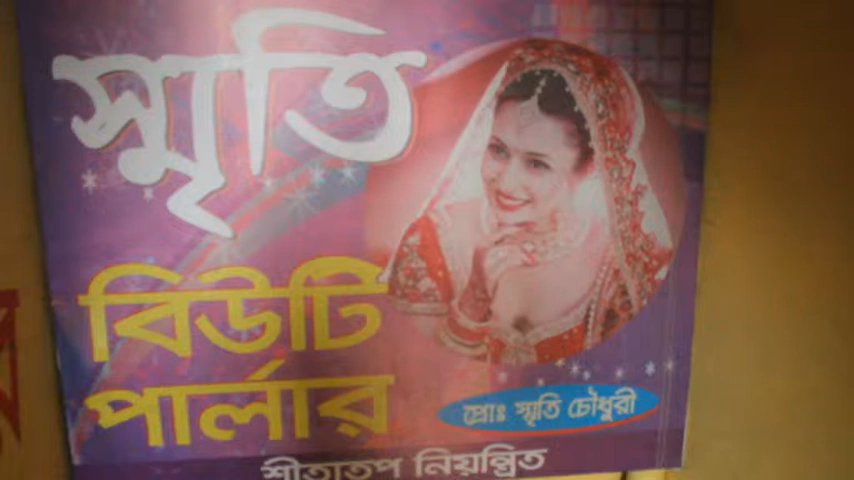 স্মৃতি
বিউটি
পার্লার
প্রোঃ স্মৃতি চৌধুরী
শীতাতপ নিয়ন্ত্রিত